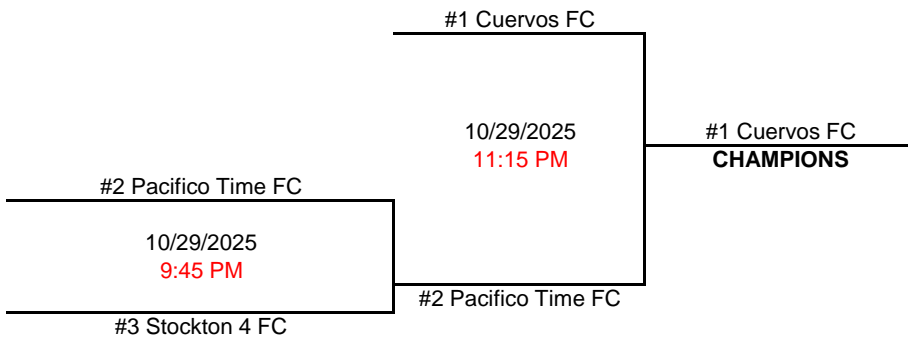 #1 Cuervos FC
10/29/2025
11:15 PM
#1 Cuervos FC
CHAMPIONS
#2 Pacifico Time FC
10/29/2025
9:45 PM
#2 Pacifico Time FC
#3 Stockton 4 FC